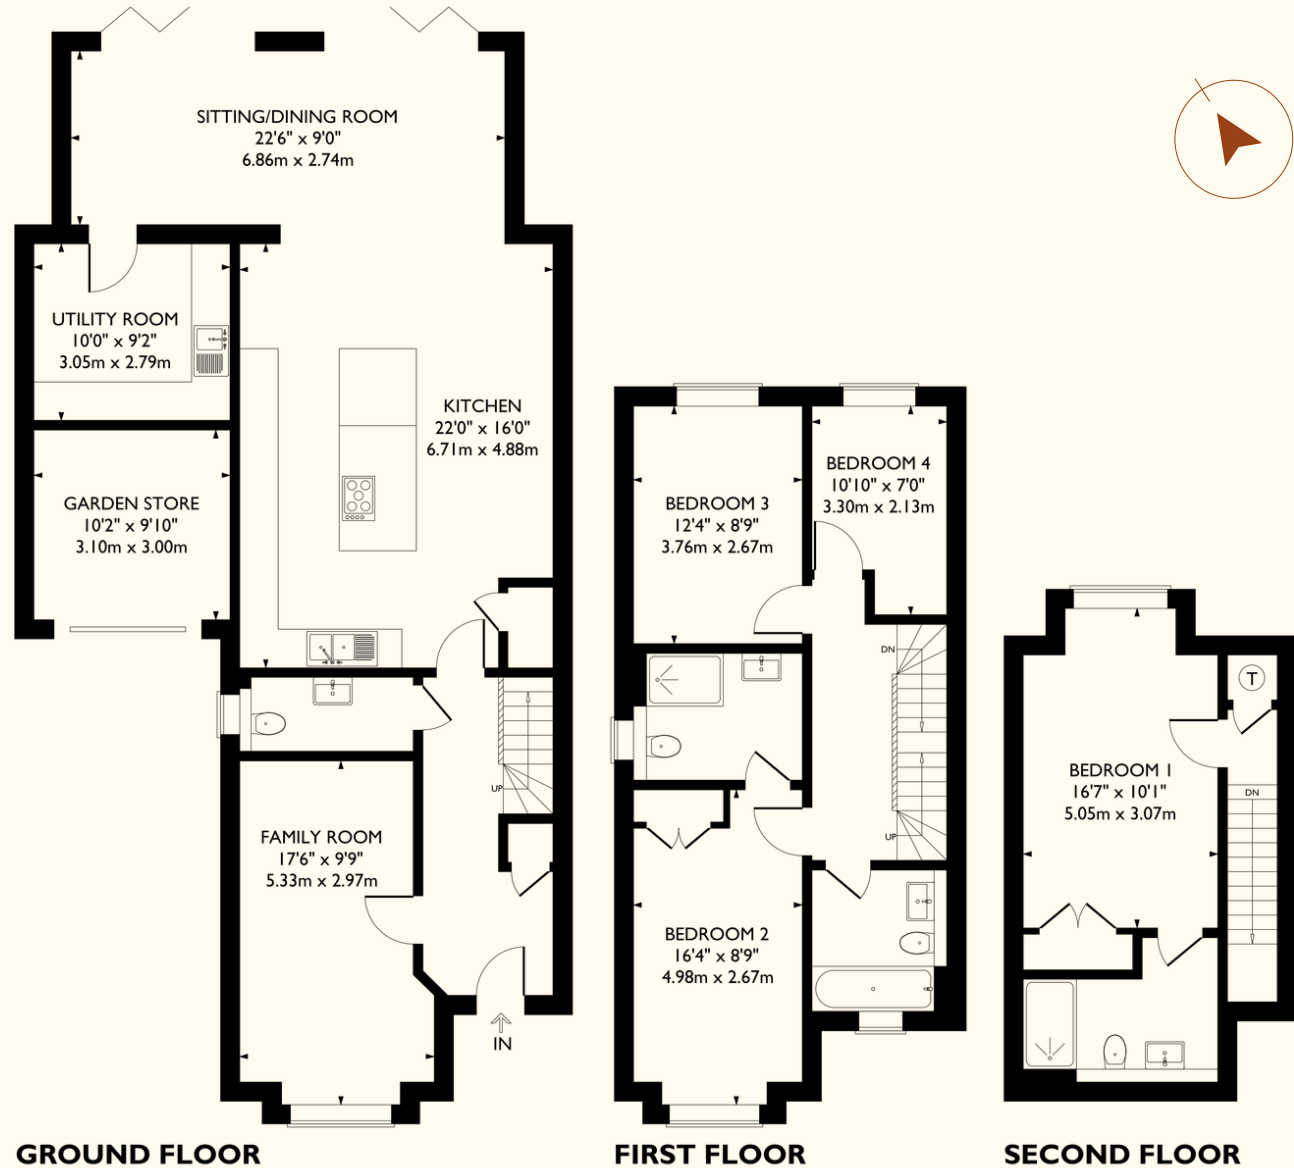 SITTING/DINING ROOM
22'6" x 9'0"
6.86m x 2.74m
UTILITY ROOM
10'0" x 9'2"
3.05m x 2.79m
KITCHEN
22'0" x 16'0"
6.71m x 4.88m
GARDEN STORE
10'2" x 9'10"
3.10m x 3.00m
UP
FAMILY ROOM
17'6" x 9'9"
5.33m x 2.97m
IN
GROUND FLOOR
BEDROOM 4
10'10" x 7'0"
3.30m x 2.13m
BEDROOM 3
12'4" x 8'9"
3.76m x 2.67m
DN
UP
BEDROOM 2
16'4" x 8'9"
4.98m x 2.67m
FIRST FLOOR
T
BEDROOM 1
16'7" x 10'1"
5.05m x 3.07m
DN
SECOND FLOOR